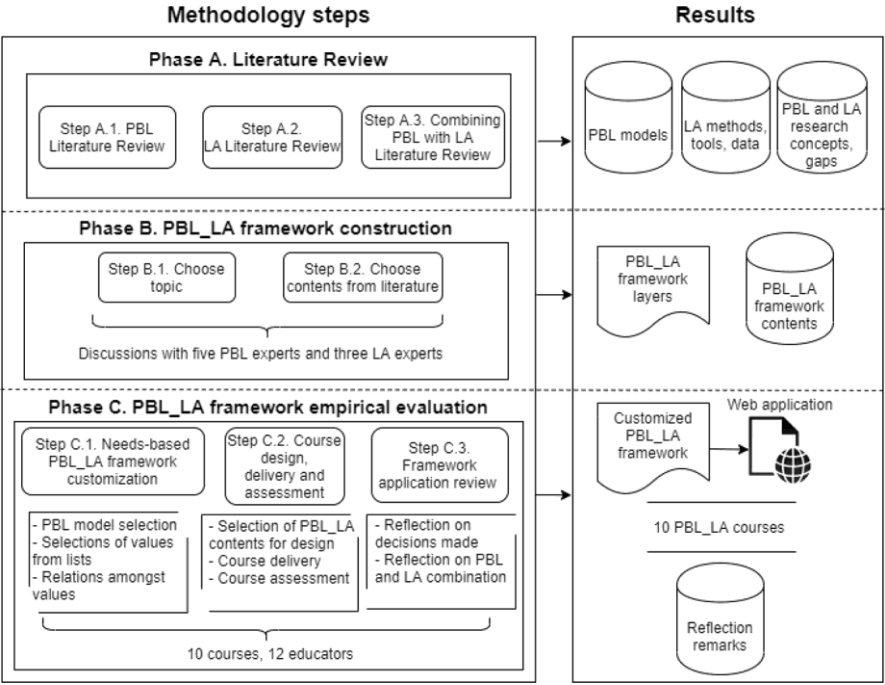 Methodology steps
Results
Phase A. Literature Review
Step A.1. PBL
Literature Review
Step A.2.
LA Literature Review
Step A.3. Combining
PBL with LA
Literature Review
PBL models
LA methods,
tools, data
PBL and LA
research
concepts,
gaps
Phase B. PBL_LA framework construction
Step B.1. Choose
topic
Step B.2. Choose
contents from literature
Discussions with five PBL experts and three LA experts
PBL_LA
framework
layers
PBL_LA
framework
contents
Phase C. PBL_LA framework empirical evaluation
Step C.1. Needs-based
PBL_LA framework
customization
Step C.2. Course
design,
delivery and
assessment
Step C.3.
Framework
application review
- PBL model selection
- Selections of values
from lists
- Relations amongst
values
- Selection of PBL_LA
contents for design
- Course delivery
- Course assessment
- Reflection on
decisions made
- Reflection on PBL
and LA combination
10 courses, 12 educators
Customized
PBL_LA
framework
Web application
10 PBL_LA courses
Reflection
remarks